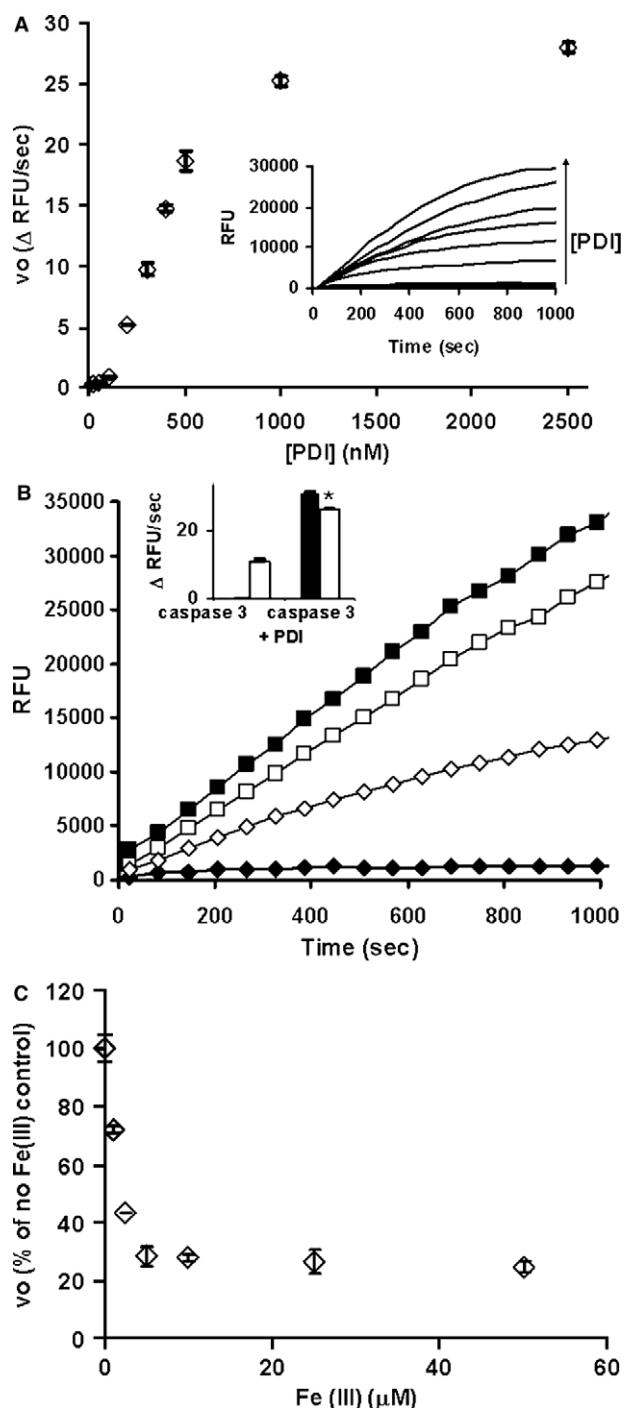 A
vo (Δ RFU/sec)
30
25
20
15
10
5
0
0 500 1000 1500 2000 2500
[PDI] (nM)
RFU
30000
20000
10000
0
0 200 400 600 800 1000
Time (sec)
[PDI]
B
RFU
35000
30000
25000
20000
15000
10000
5000
0
0 200 400 600 800 1000
Time (sec)
Δ RFU/sec
20
0
*
caspase 3 caspase 3
+ PDI
C
vo (% of no Fe(III) control)
120
100
80
60
40
20
0
0 20 40 60
Fe (III) (μM)